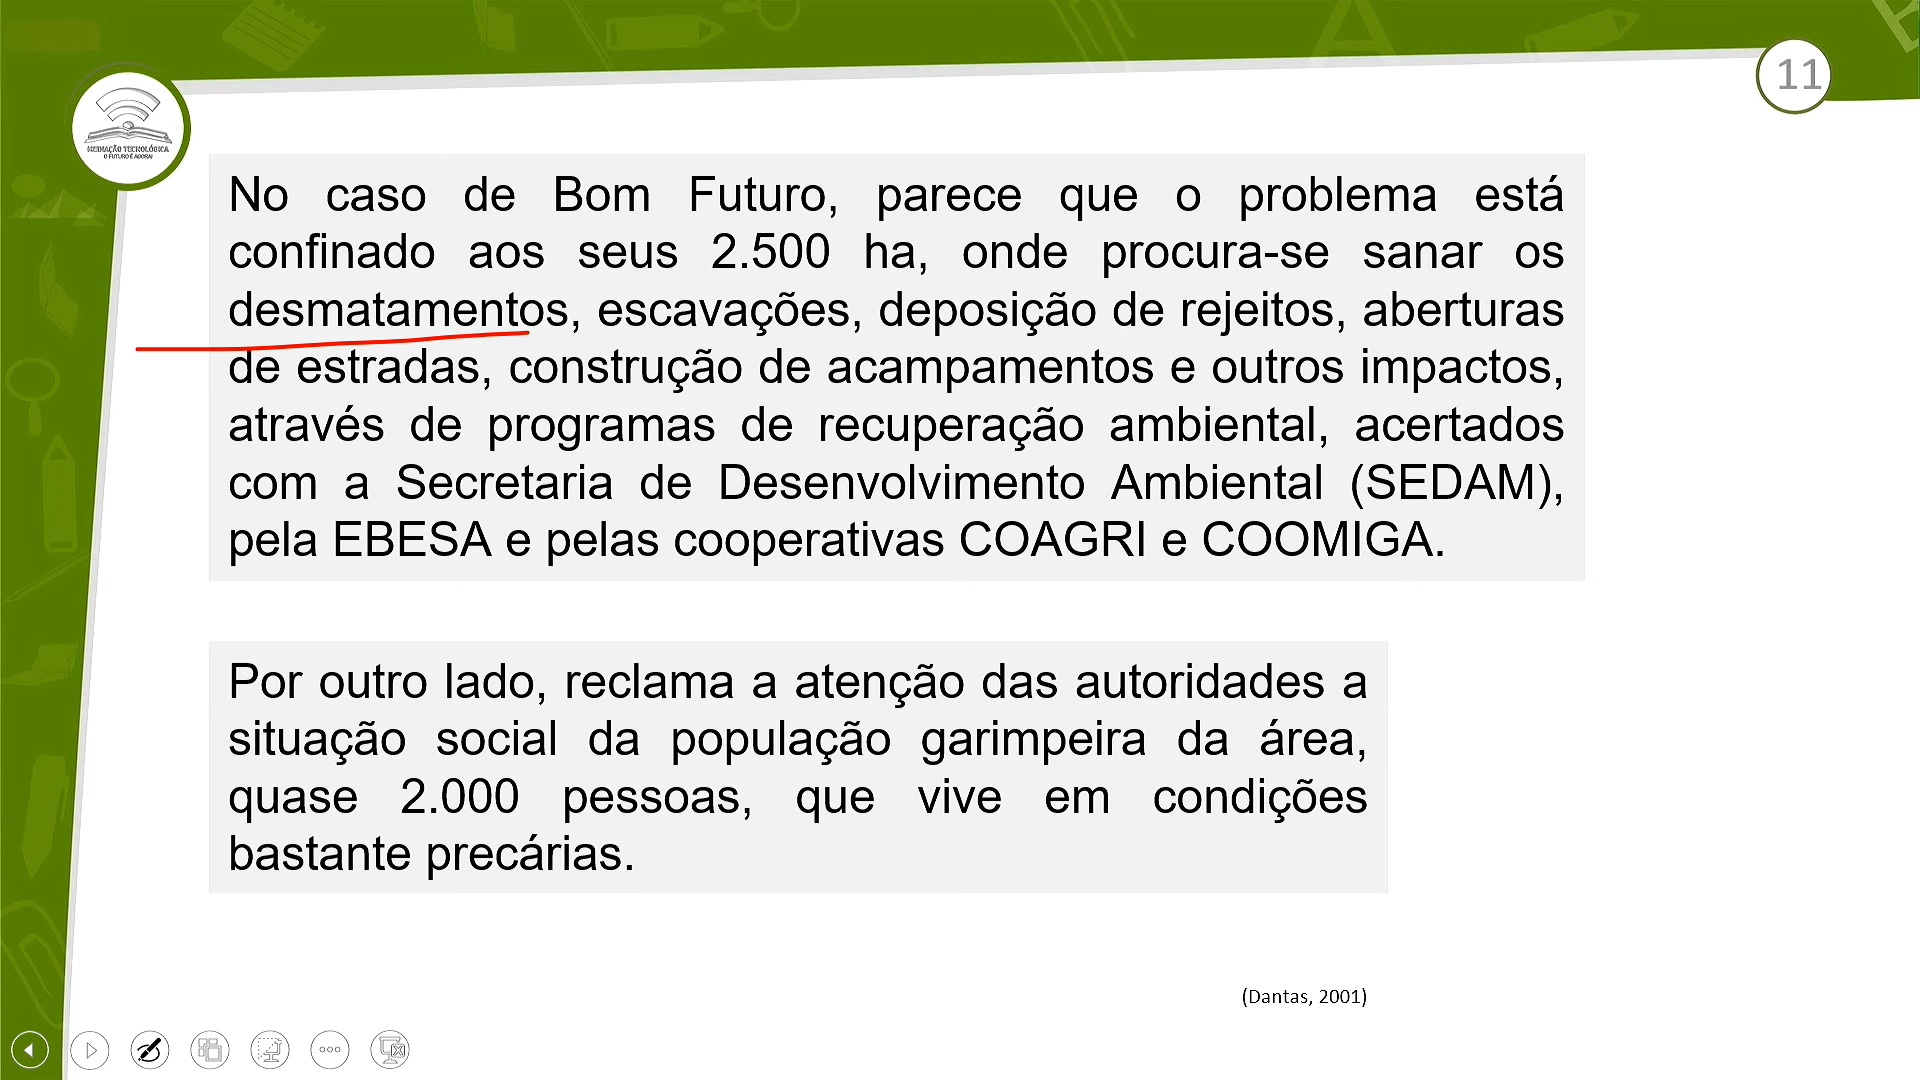 11
MEDIAÇÃO TECNOLÓGICA
O FUTURO É AGORA!
No caso de Bom Futuro, parece que o problema está
confinado aos seus 2.500 ha, onde procura-se sanar os
desmatamentos, escavações, deposição de rejeitos, aberturas
de estradas, construção de acampamentos e outros impactos,
através de programas de recuperação ambiental, acertados
com a Secretaria de Desenvolvimento Ambiental (SEDAM),
pela EBESA e pelas cooperativas COAGRI e COOMIGA.
Por outro lado, reclama a atenção das autoridades a
situação social da população garimpeira da área,
quase 2.000 pessoas, que vive em condições
bastante precárias.
(Dantas, 2001)